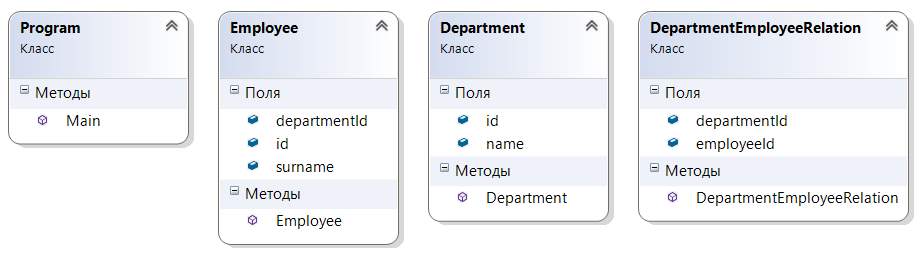 Program
Класс
Методы
Main
Employee
Класс
Поля
departmentId
id
surname
Методы
Employee
Department
Класс
Поля
id
name
Методы
Department
DepartmentEmployeeRelation
Класс
Поля
departmentId
employeeId
Методы
DepartmentEmployeeRelation